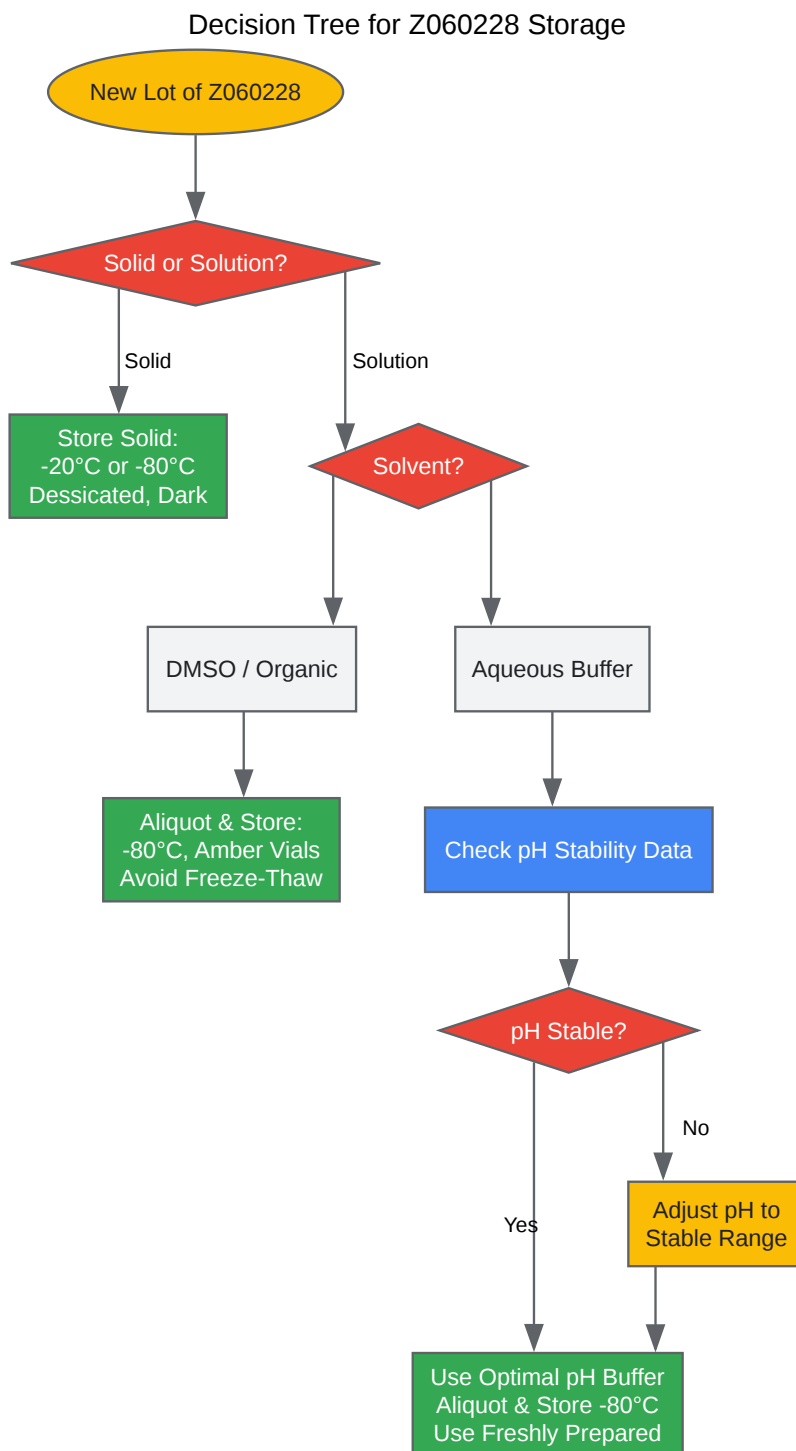 Decision Tree for Z060228 Storage
New Lot of Z060228
Solid or Solution?
Solid
Solution
Store Solid:
-20°C or -80°C
Dessicated, Dark
Solvent?
DMSO / Organic
Aqueous Buffer
Aliquot & Store:
-80°C, Amber Vials
Avoid Freeze-Thaw
Check pH Stability Data
pH Stable?
No
Yes
Adjust pH to
Stable Range
Use Optimal pH Buffer
Aliquot & Store -80°C
Use Freshly Prepared